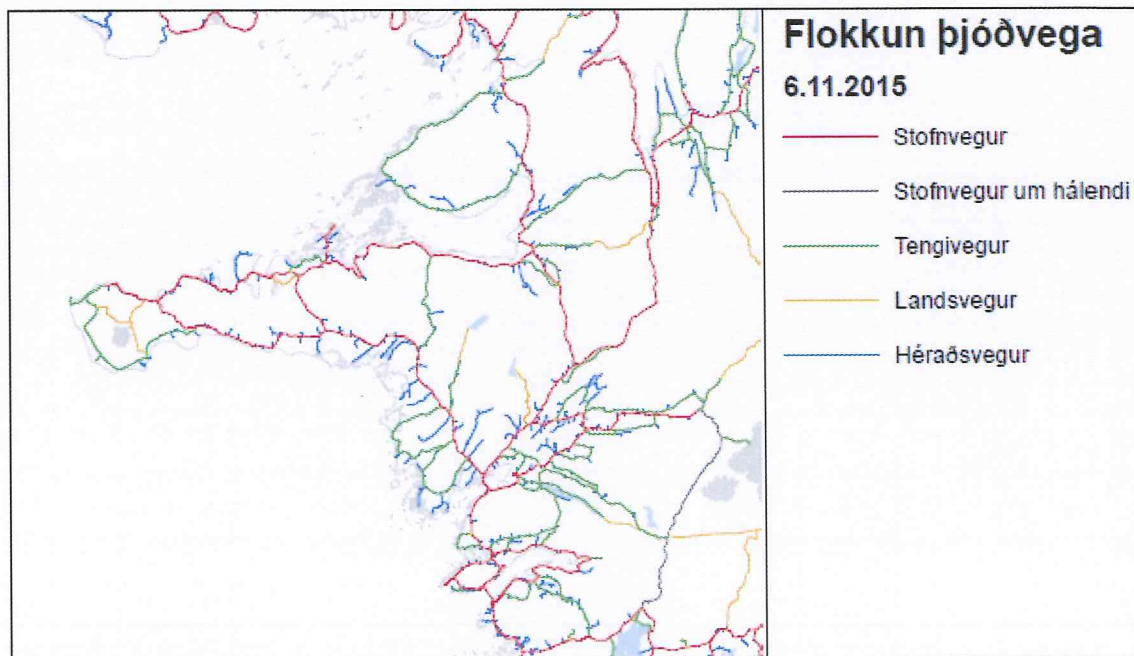 Flokkun þjóðvega
6.11.2015
Stofnvegur
Stofnvegur um hálendi
Tengivegur
Landsvegur
Héraðsvegur